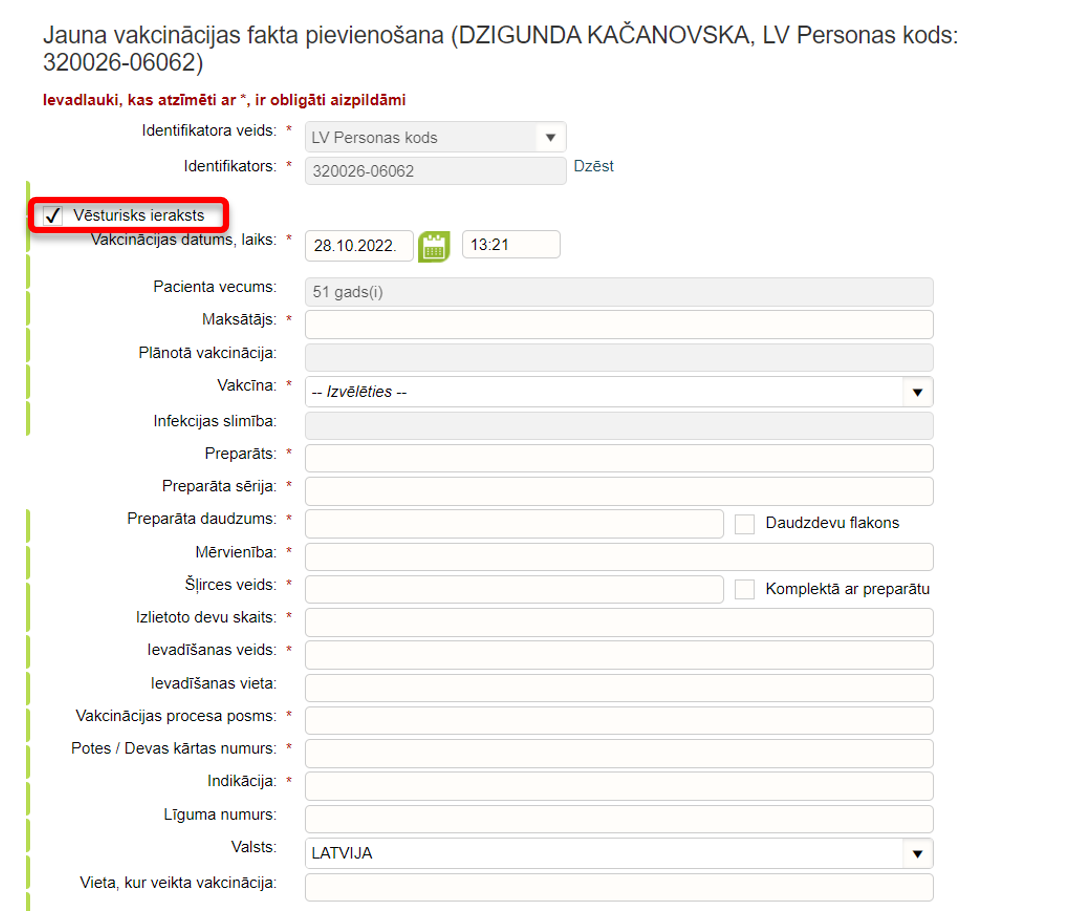 Jauna vakcinācijas fakta pievienošana (DZIGUNDA KAČANOVSKA, LV Personas kods:
320026-06062)
Ievadlauki, kas atzīmēti ar *, ir obligāti aizpildāmi
Identifikatora veids: * LV Personas kods
Identifikators: * 320026-06062 Dzēst
Vēsturisks ieraksts
Vakcinācijas datums, laiks: * 28.10.2022. 13:21
Pacienta vecums: 51 gads(i)
Maksātājs: *
Plānotā vakcinācija:
Vakcīna: * -- Izvēlēties --
Infekcijas slimība:
Preparāts: *
Preparāta sērija: *
Preparāta daudzums: * Daudzdevu flakons
Mērvienība: *
Šļirces veids: * Komplektā ar preparātu
Izlietoto devu skaits: *
Ievadīšanas veids: *
Ievadīšanas vieta:
Vakcinācijas procesa posms: *
Potes / Devas kārtas numurs: *
Indikācija: *
Līguma numurs:
Valsts: LATVIJA
Vieta, kur veikta vakcinācija: